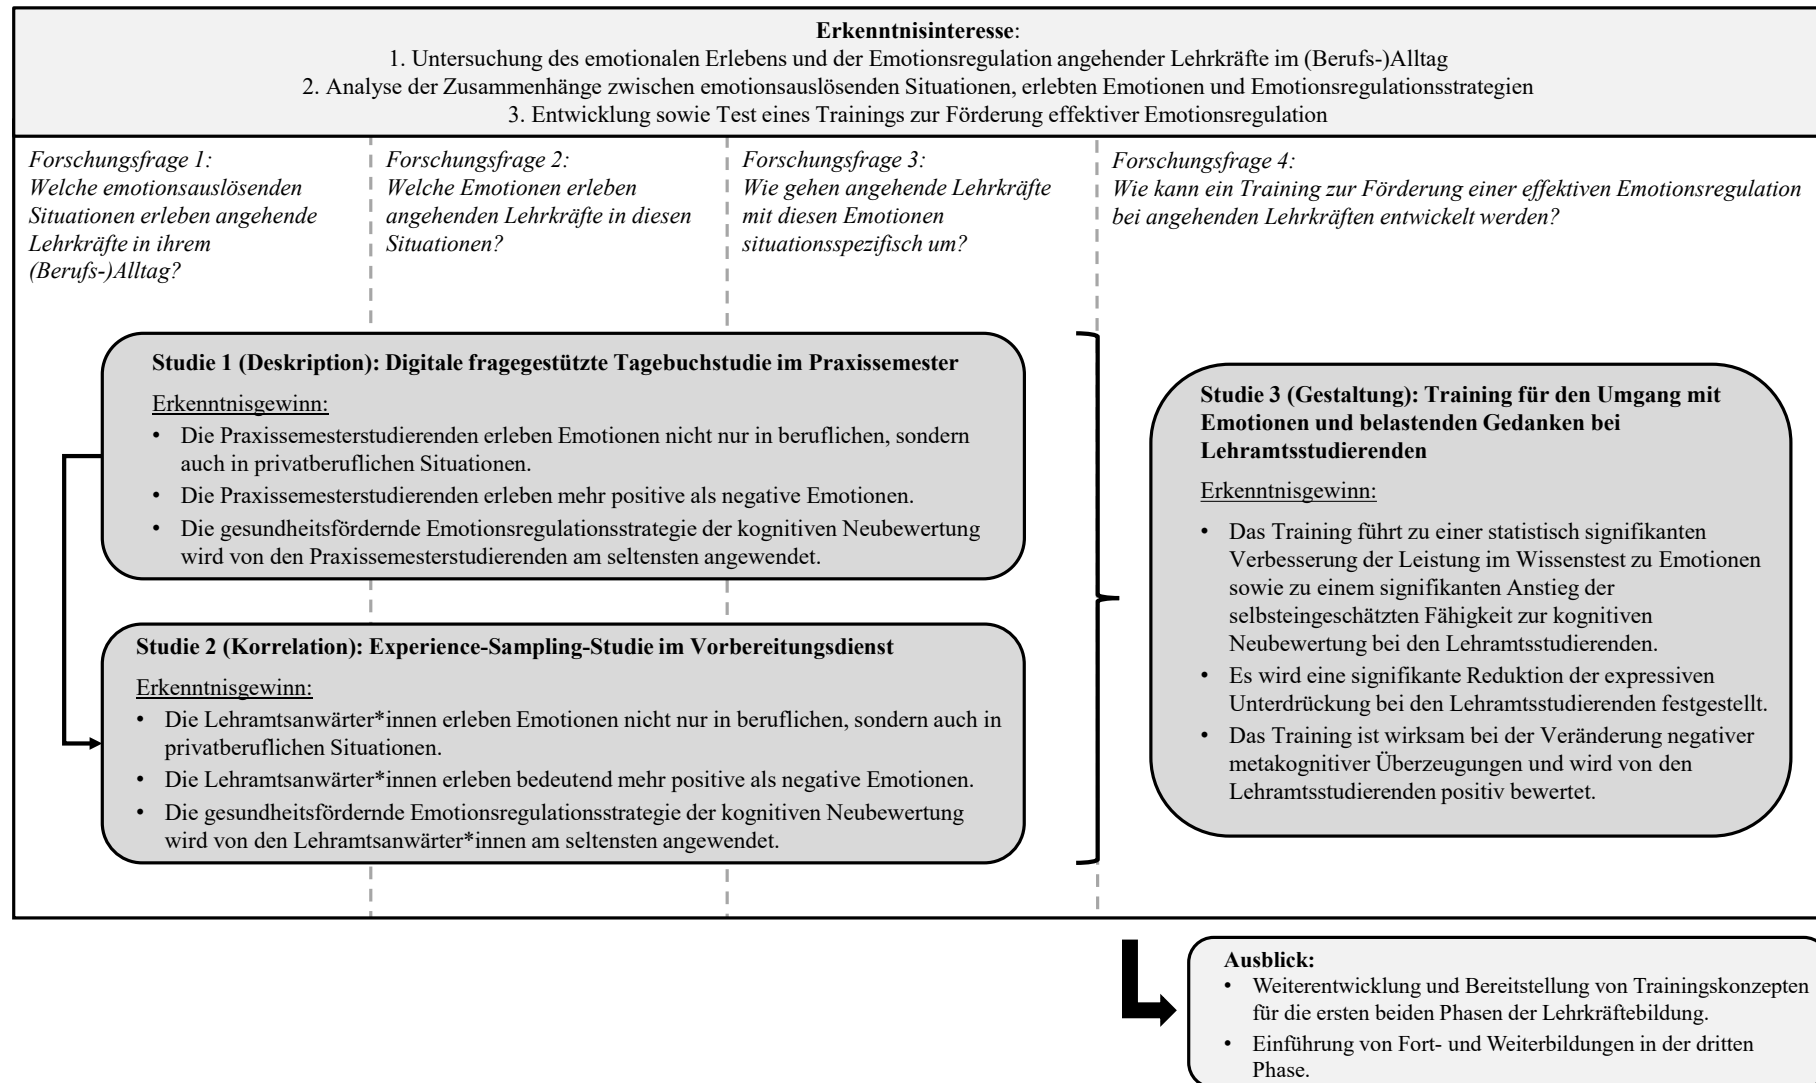 Erkenntnisinteresse:
1. Untersuchung des emotionalen Erlebens und der Emotionsregulation angehender Lehrkräfte im (Berufs-)Alltag
2. Analyse der Zusammenhänge zwischen emotionsauslösenden Situationen, erlebten Emotionen und Emotionsregulationsstrategien
3. Entwicklung sowie Test eines Trainings zur Förderung effektiver Emotionsregulation
Forschungsfrage 1:
Welche emotionsauslösenden
Situationen erleben angehende
Lehrkräfte in ihrem
(Berufs-)Alltag?
Forschungsfrage 2:
Welche Emotionen erleben
angehenden Lehrkräfte in diesen
Situationen?
Forschungsfrage 3:
Wie gehen angehende Lehrkräfte
mit diesen Emotionen
situationsspezifisch um?
Forschungsfrage 4:
Wie kann ein Training zur Förderung einer effektiven Emotionsregulation
bei angehenden Lehrkräften entwickelt werden?
Studie 1 (Deskription): Digitale fragegestützte Tagebuchstudie im Praxissemester
Erkenntnisgewinn:
• Die Praxissemesterstudierenden erleben Emotionen nicht nur in beruflichen, sondern
auch in privatberuflichen Situationen.
• Die Praxissemesterstudierenden erleben mehr positive als negative Emotionen.
• Die gesundheitsfördernde Emotionsregulationsstrategie der kognitiven Neubewertung
wird von den Praxissemesterstudierenden am seltensten angewendet.
Studie 2 (Korrelation): Experience-Sampling-Studie im Vorbereitungsdienst
Erkenntnisgewinn:
• Die Lehramtsanwärter*innen erleben Emotionen nicht nur in beruflichen, sondern auch in
privatberuflichen Situationen.
• Die Lehramtsanwärter*innen erleben bedeutend mehr positive als negative Emotionen.
• Die gesundheitsfördernde Emotionsregulationsstrategie der kognitiven Neubewertung
wird von den Lehramtsanwärter*innen am seltensten angewendet.
Studie 3 (Gestaltung): Training für den Umgang mit
Emotionen und belastenden Gedanken bei
Lehramtsstudierenden
Erkenntnisgewinn:
• Das Training führt zu einer statistisch signifikanten
Verbesserung der Leistung im Wissenstest zu Emotionen
sowie zu einem signifikanten Anstieg der
selbsteingeschätzten Fähigkeit zur kognitiven
Neubewertung bei den Lehramtsstudierenden.
• Es wird eine signifikante Reduktion der expressiven
Unterdrückung bei den Lehramtsstudierenden festgestellt.
• Das Training ist wirksam bei der Veränderung negativer
metakognitiver Überzeugungen und wird von den
Lehramtsstudierenden positiv bewertet.
Ausblick:
• Weiterentwicklung und Bereitstellung von Trainingskonzepten
für die ersten beiden Phasen der Lehrkräftebildung.
• Einführung von Fort- und Weiterbildungen in der dritten
Phase.